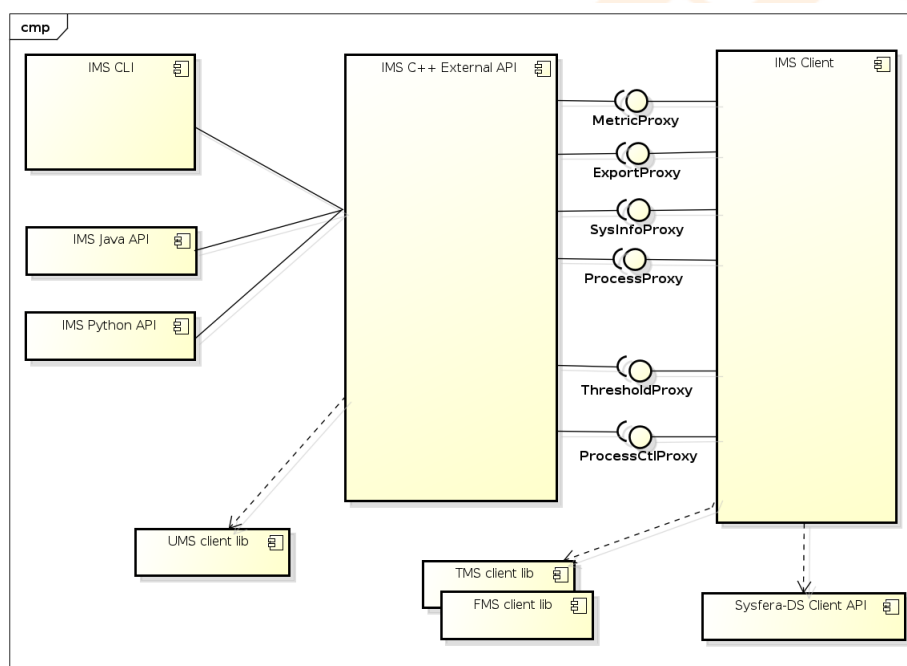 cmp
IMS CLI
IMS C++ External API
IMS Client
MetricProxy
ExportProxy
SysInfoProxy
IMS Java API
ProcessProxy
IMS Python API
ThresholdProxy
ProcessCtlProxy
UMS client lib
TMS client lib
FMS client lib
Sysfera-DS Client API